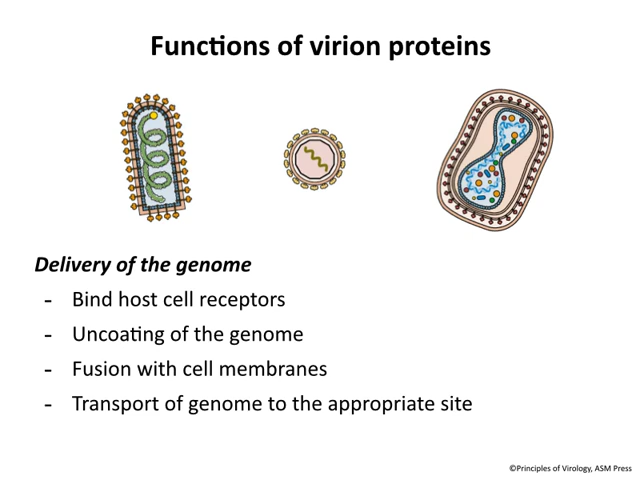 Functions of virion proteins
Delivery of the genome
- Bind host cell receptors
- Uncoating of the genome
- Fusion with cell membranes
- Transport of genome to the appropriate site
©Principles of Virology, ASM Press